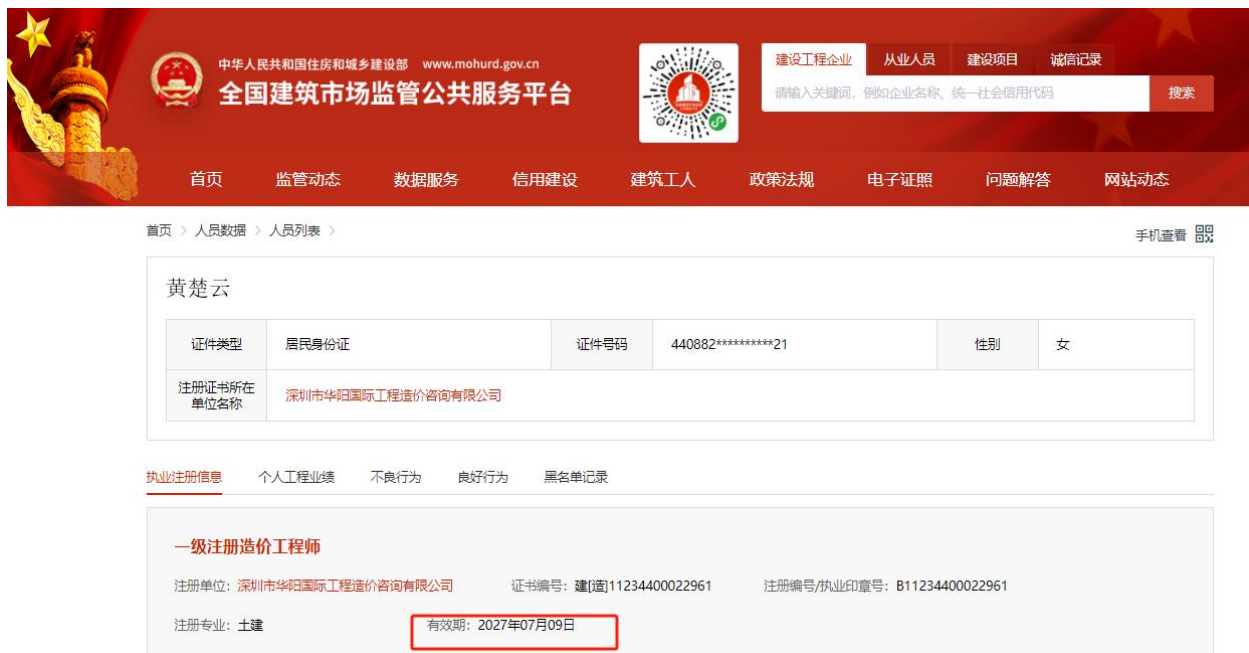 中华人民共和国住房和城乡建设部 www.mohurd.gov.cn
全国建筑市场监管公共服务平台
建设工程企业 从业人员 建设项目 诚信记录
请输入关键词，例如企业名称、统一社会信用代码 搜索
首页 监管动态 数据服务 信用建设 建筑工人 政策法规 电子证照 问题解答 网站动态
首页 > 人员数据 > 人员列表 >
手机查看
黄楚云
证件类型 居民身份证 证件号码 440882**********21 性别 女
注册证书所在
单位名称
深圳市华阳国际工程造价咨询有限公司
执业注册信息 个人工程业绩 不良行为 良好行为 黑名单记录
一级注册造价工程师
注册单位：深圳市华阳国际工程造价咨询有限公司 证书编号：建[造]11234400022961 注册编号/执业印章号：B11234400022961
注册专业：土建 有效期：2027年07月09日